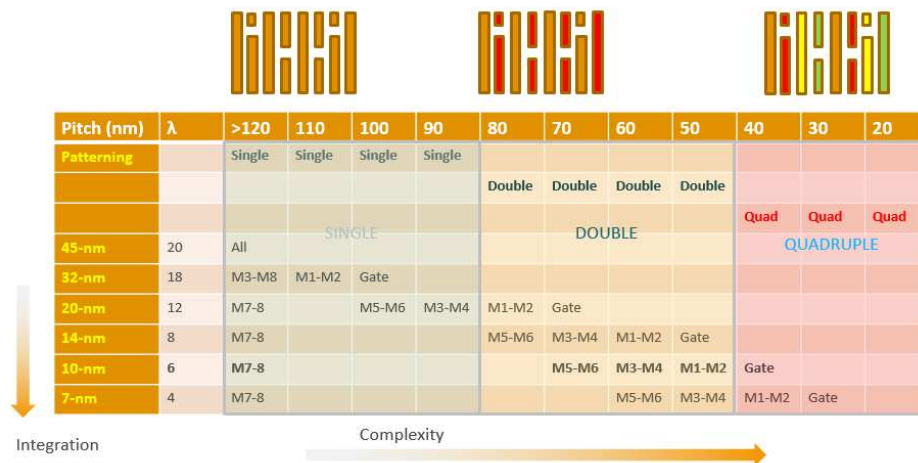 Pitch (nm) λ >120 110 100 90 80 70 60 50 40 30 20
Patterning Single Single Single Single
Double Double Double Double
Quad Quad Quad
SINGLE DOUBLE QUADRUPLE
45-nm 20 All
32-nm 18 M3-M8 M1-M2 Gate
20-nm 12 M7-8 M5-M6 M3-M4 M1-M2 Gate
14-nm 8 M7-8 M5-M6 M3-M4 M1-M2 Gate
10-nm 6 M7-8 M5-M6 M3-M4 M1-M2 Gate
7-nm 4 M7-8 M5-M6 M3-M4 M1-M2 Gate
Integration
Complexity